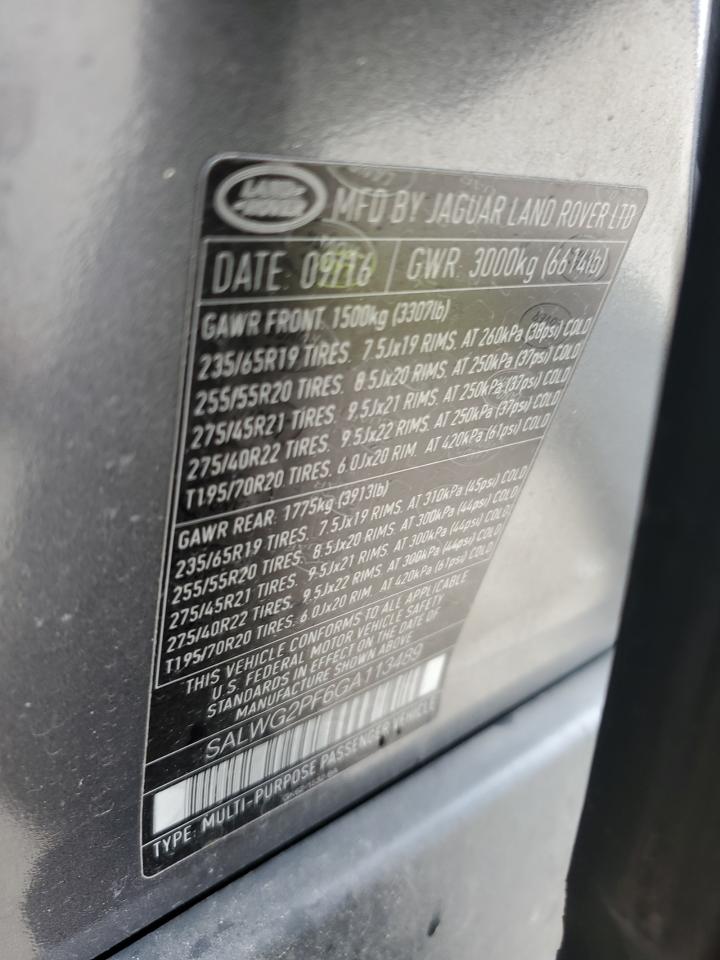 LAND ROVER
MFD BY JAGUAR LAND ROVER LTD
DATE: 09/16 GWR: 3000kg (6614lb)
GAWR FRONT. 1500kg (3307lb)
235/65R19 TIRES. 7.5Jx19 RIMS. AT 260kPa (38psi) COLD
255/55R20 TIRES. 8.5Jx20 RIMS. AT 250kPa (37psi) COLD
275/45R21 TIRES. 9.5Jx21 RIMS. AT 250kPa (37psi) COLD
275/40R22 TIRES. 9.5Jx22 RIMS. AT 250kPa (37psi) COLD
T195/70R20 TIRES. 6.0Jx20 RIM. AT 420kPa (61psi) COLD
GAWR REAR: 1775kg (3913lb)
235/65R19 TIRES. 7.5Jx19 RIMS. AT 310kPa (45psi) COLD
255/55R20 TIRES. 8.5Jx20 RIMS. AT 300kPa (44psi) COLD
275/45R21 TIRES. 9.5Jx21 RIMS. AT 300kPa (44psi) COLD
275/40R22 TIRES. 9.5Jx22 RIMS. AT 300kPa (44psi) COLD
T195/70R20 TIRES. 6.0Jx20 RIM. AT 420kPa (61psi) COLD
THIS VEHICLE CONFORMS TO ALL APPLICABLE
U.S. FEDERAL MOTOR VEHICLE SAFETY
STANDARDS IN EFFECT ON THE DATE OF
MANUFACTURE SHOWN ABOVE
SALWG2PF6GA113489
TYPE: MULTI-PURPOSE PASSENGER VEHICLE